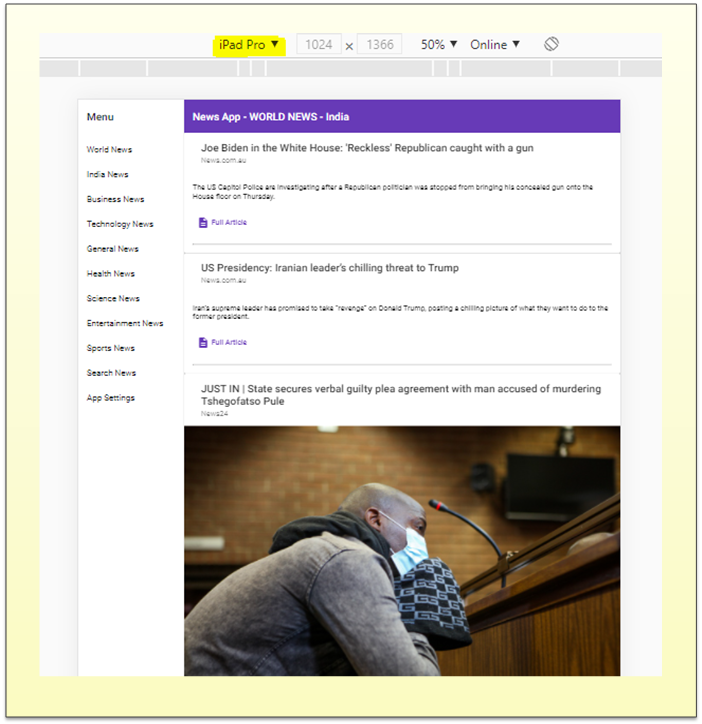 iPad Pro ▼ 1024 × 1366 50% ▼ Online ▼
Menu
World News
India News
Business News
Technology News
General News
Health News
Science News
Entertainment News
Sports News
Search News
App Settings
News App - WORLD NEWS - India
Joe Biden in the White House: 'Reckless' Republican caught with a gun
News.com.au
The US Capitol Police are investigating after a Republican politician was stopped from bringing his concealed gun onto the
House floor on Thursday.
Full Article
US Presidency: Iranian leader's chilling threat to Trump
News.com.au
Iran's supreme leader has promised to take "revenge" on Donald Trump, posting a chilling picture of what they want to do to the
former president.
Full Article
JUST IN | State secures verbal guilty plea agreement with man accused of murdering
Tshegofatso Pule
News24